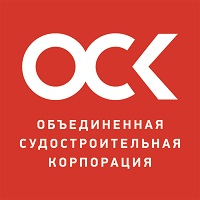 ОСК
ОБЪЕДИНЕННАЯ
СУДОСТРОИТЕЛЬНАЯ
КОРПОРАЦИЯ